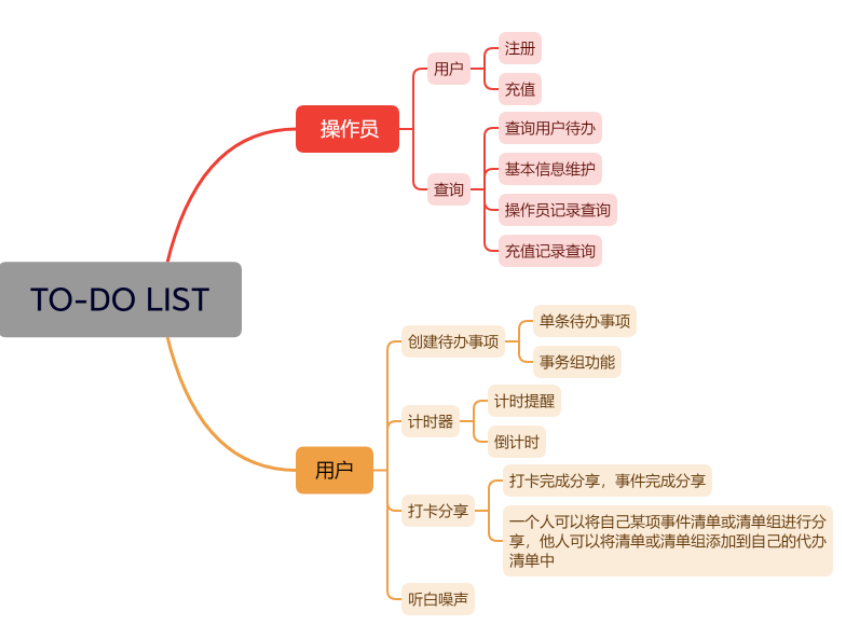 TO-DO LIST
操作员
用户
注册
充值
查询
查询用户待办
基本信息维护
操作员记录查询
充值记录查询
用户
创建待办事项
单条待办事项
事务组功能
计时器
计时提醒
倒计时
打卡分享
打卡完成分享，事件完成分享
一个人可以将自己某项事件清单或清单组进行分
享，他人可以将清单或清单组添加到自己的代办
清单中
听白噪声